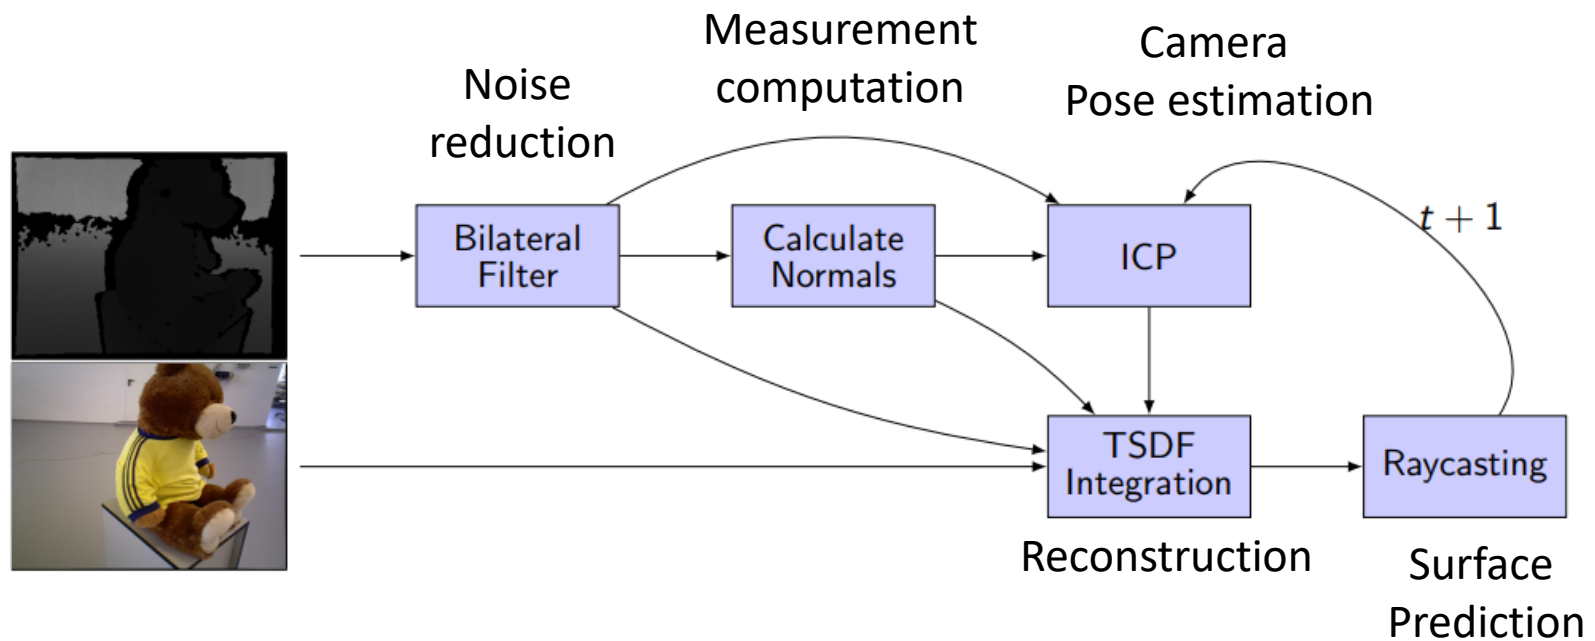 Noise
reduction
Measurement
computation
Camera
Pose estimation
Bilateral
Filter
Calculate
Normals
ICP
t + 1
TSDF
Integration
Raycasting
Reconstruction
Surface
Prediction